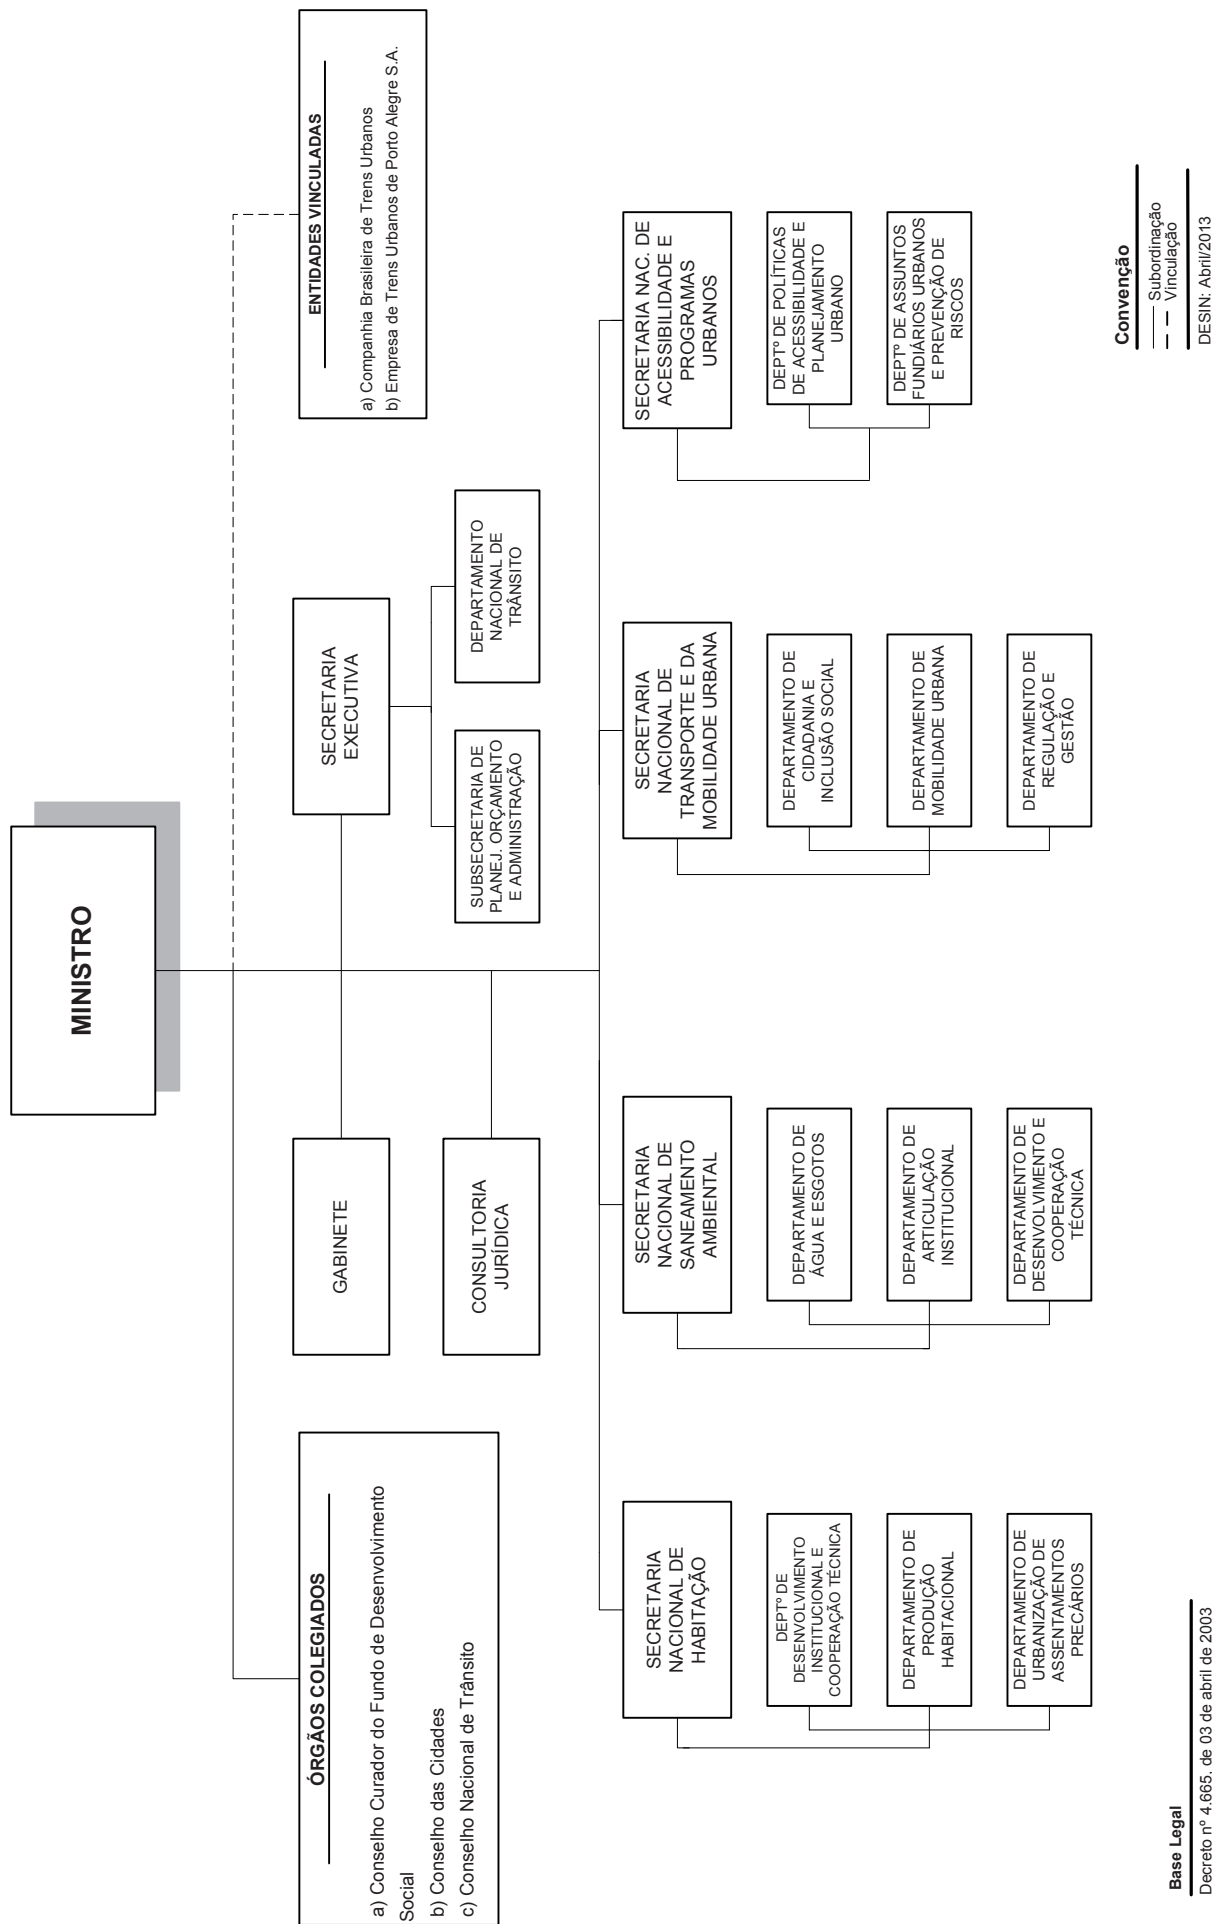 MINISTRO
ÓRGÃOS COLEGIADOS
a) Conselho Curador do Fundo de Desenvolvimento
Social
b) Conselho das Cidades
c) Conselho Nacional de Trânsito
GABINETE
CONSULTORIA
JURÍDICA
SECRETARIA
EXECUTIVA
SUBSECRETARIA DE
PLANEJ. ORÇAMENTO
E ADMINISTRAÇÃO
DEPARTAMENTO
NACIONAL DE
TRÂNSITO
ENTIDADES VINCULADAS
a) Companhia Brasileira de Trens Urbanos
b) Empresa de Trens Urbanos de Porto Alegre S.A.
SECRETARIA
NACIONAL DE
HABITAÇÃO
DEPTº DE
DESENVOLVIMENTO
INSTITUCIONAL E
COOPERAÇÃO TÉCNICA
DEPARTAMENTO DE
PRODUÇÃO
HABITACIONAL
DEPARTAMENTO DE
URBANIZAÇÃO DE
ASSENTAMENTOS
PRECÁRIOS
SECRETARIA
NACIONAL DE
SANEAMENTO
AMBIENTAL
DEPARTAMENTO DE
ÁGUA E ESGOTOS
DEPARTAMENTO DE
ARTICULAÇÃO
INSTITUCIONAL
DEPARTAMENTO DE
DESENVOLVIMENTO E
COOPERAÇÃO
TÉCNICA
SECRETARIA
NACIONAL DE
TRANSPORTE E DA
MOBILIDADE URBANA
DEPARTAMENTO DE
CIDADANIA E
INCLUSÃO SOCIAL
DEPARTAMENTO DE
MOBILIDADE URBANA
DEPARTAMENTO DE
REGULAÇÃO E
GESTÃO
SECRETARIA NAC. DE
ACESSIBILIDADE E
PROGRAMAS
URBANOS
DEPTº DE POLÍTICAS
DE ACESSIBILIDADE E
PLANEJAMENTO
URBANO
DEPTº DE ASSUNTOS
FUNDIÁRIOS URBANOS
E PREVENÇÃO DE
RISCOS
Base Legal
Decreto nº 4.665, de 03 de abril de 2003
Convenção
Subordinação
Vinculação
DESIN: Abril/2013